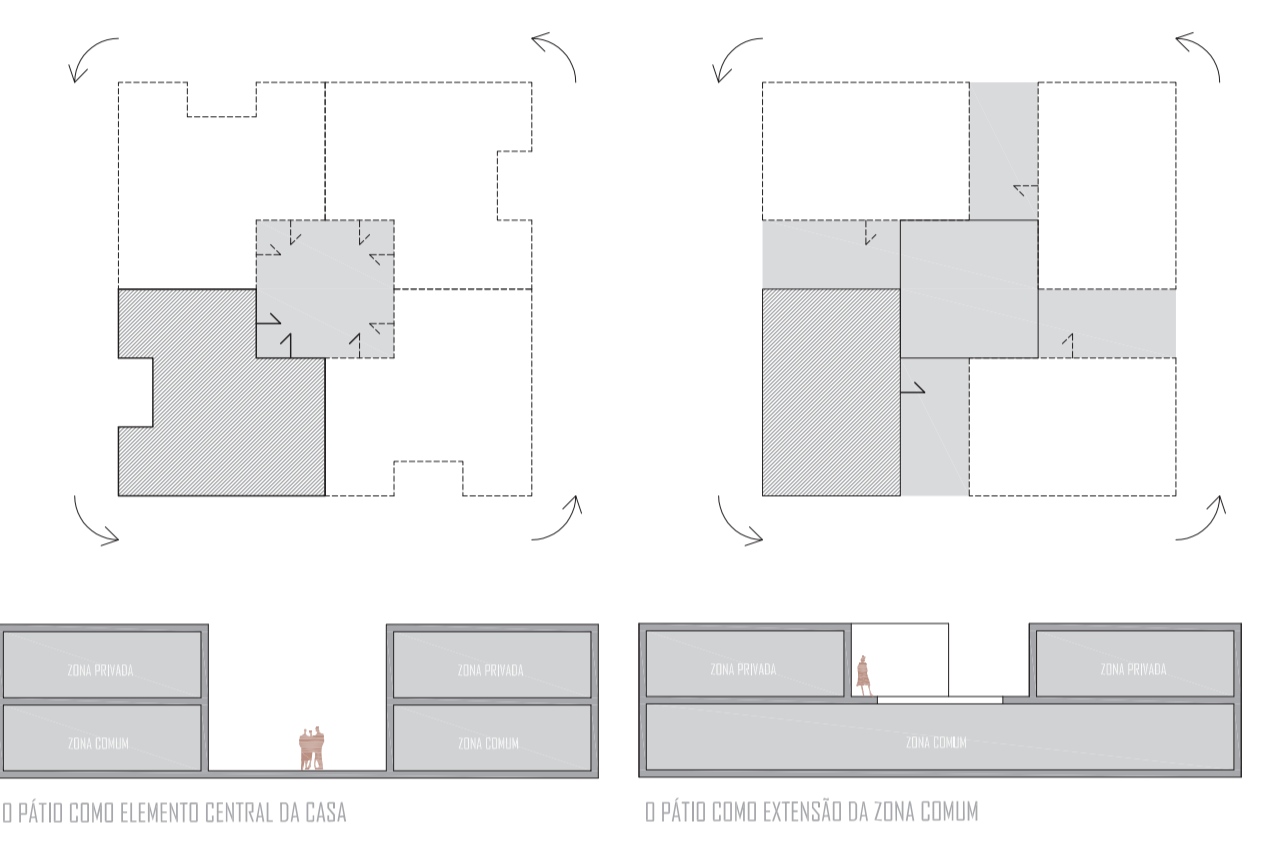 ZONA PRIVADA
ZONA PRIVADA
ZONA COMUM
ZONA COMUM
O PÁTIO COMO ELEMENTO CENTRAL DA CASA
ZONA PRIVADA
ZONA PRIVADA
ZONA COMUM
O PÁTIO COMO EXTENSÃO DA ZONA COMUM